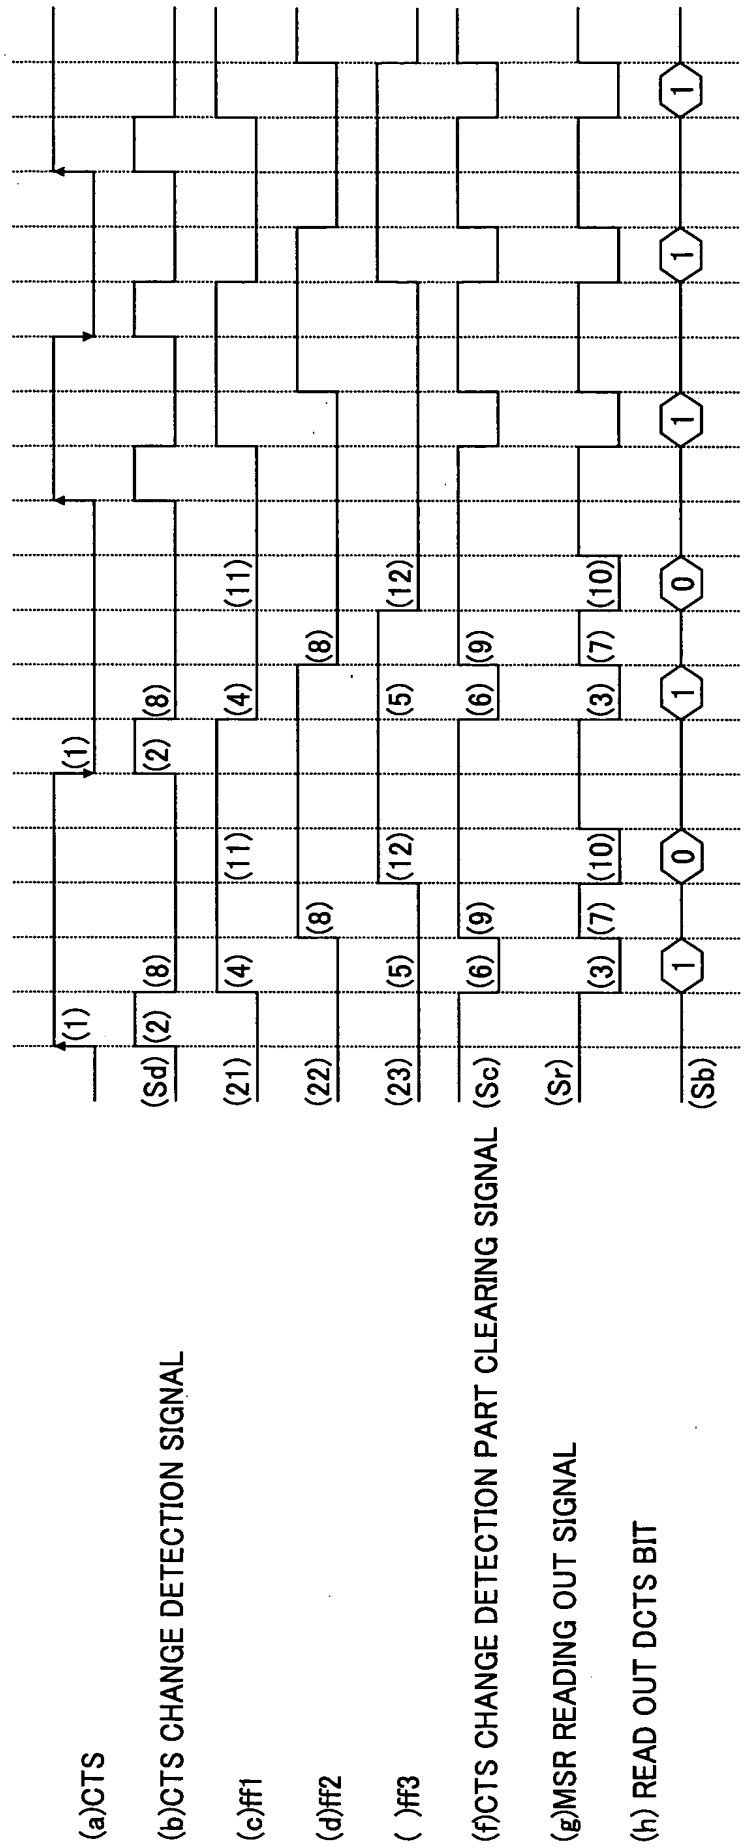 (a)CTS (1) (1)
(b)CTS CHANGE DETECTION SIGNAL (Sd) (2) (8) (2) (8)
(c)ff1 (21) (4) (11) (4) (11)
(d)ff2 (22) (8) (8)
( )ff3 (23) (5) (12) (5) (12)
(f)CTS CHANGE DETECTION PART CLEARING SIGNAL (Sc) (6) (9) (6) (9)
(g)MSR READING OUT SIGNAL (Sr) (3) (7) (10) (3) (7) (10)
(h) READ OUT DCTS BIT (Sb) 1 0 1 0 1 1 1